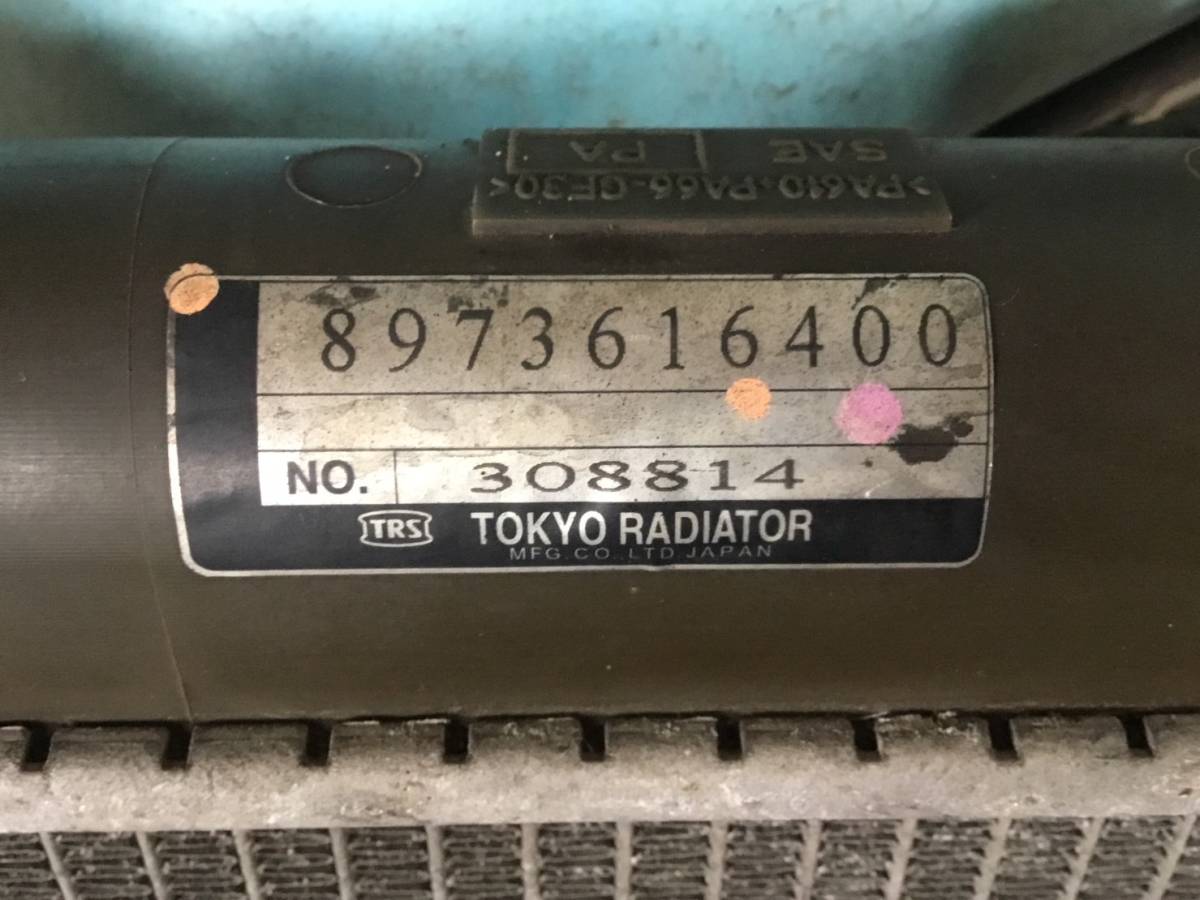 SAE PA
>PA610+PA66-GF30<
8973616400
NO. 308814
TRS TOKYO RADIATOR
MFG.CO.,LTD.JAPAN